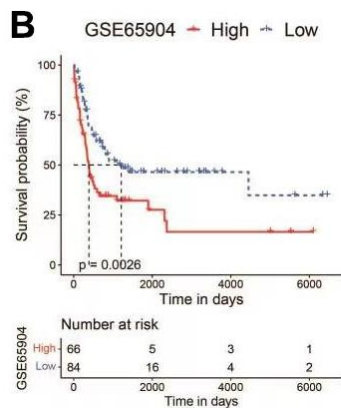 B
GSE65904 High Low
Survival probability (%)
100
75
50
25
0
p = 0.0026
0 2000 4000 6000
Time in days
Number at risk
GSE65904
High 66 5 3 1
Low 84 16 4 2
0 2000 4000 6000
Time in days